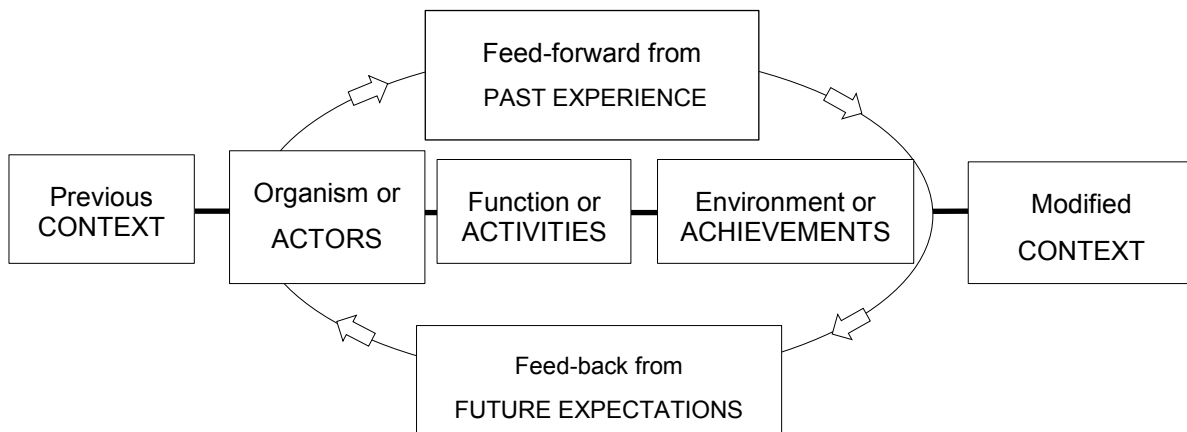 Feed-forward from
PAST EXPERIENCE
Previous
CONTEXT
Organism or
ACTORS
Function or
ACTIVITIES
Environment or
ACHIEVEMENTS
Modified
CONTEXT
Feed-back from
FUTURE EXPECTATIONS